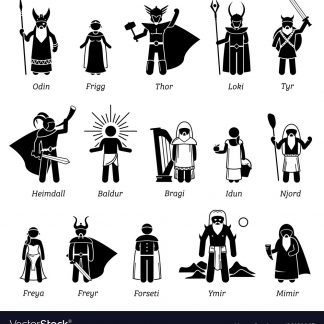 Odin Frigg Thor Loki Tyr
Heimdall Baldur Bragi Idun Njord
Freya Freyr Forseti Ymir Mimir
VectorStock